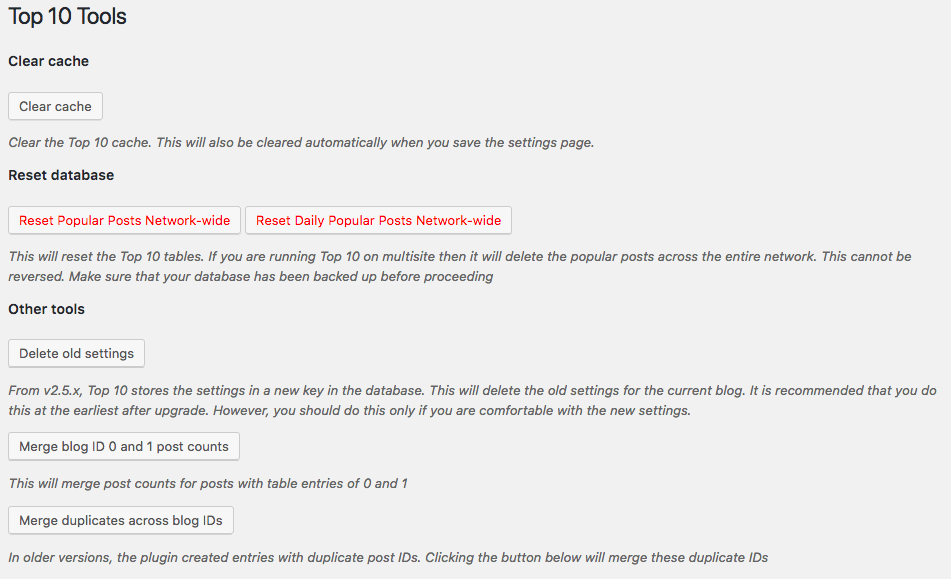 Top 10 Tools
Clear cache
Clear cache
Clear the Top 10 cache. This will also be cleared automatically when you save the settings page.
Reset database
Reset Popular Posts Network-wide Reset Daily Popular Posts Network-wide
This will reset the Top 10 tables. If you are running Top 10 on multisite then it will delete the popular posts across the entire network. This cannot be
reversed. Make sure that your database has been backed up before proceeding
Other tools
Delete old settings
From v2.5.x, Top 10 stores the settings in a new key in the database. This will delete the old settings for the current blog. It is recommended that you do
this at the earliest after upgrade. However, you should do this only if you are comfortable with the new settings.
Merge blog ID 0 and 1 post counts
This will merge post counts for posts with table entries of 0 and 1
Merge duplicates across blog IDs
In older versions, the plugin created entries with duplicate post IDs. Clicking the button below will merge these duplicate IDs